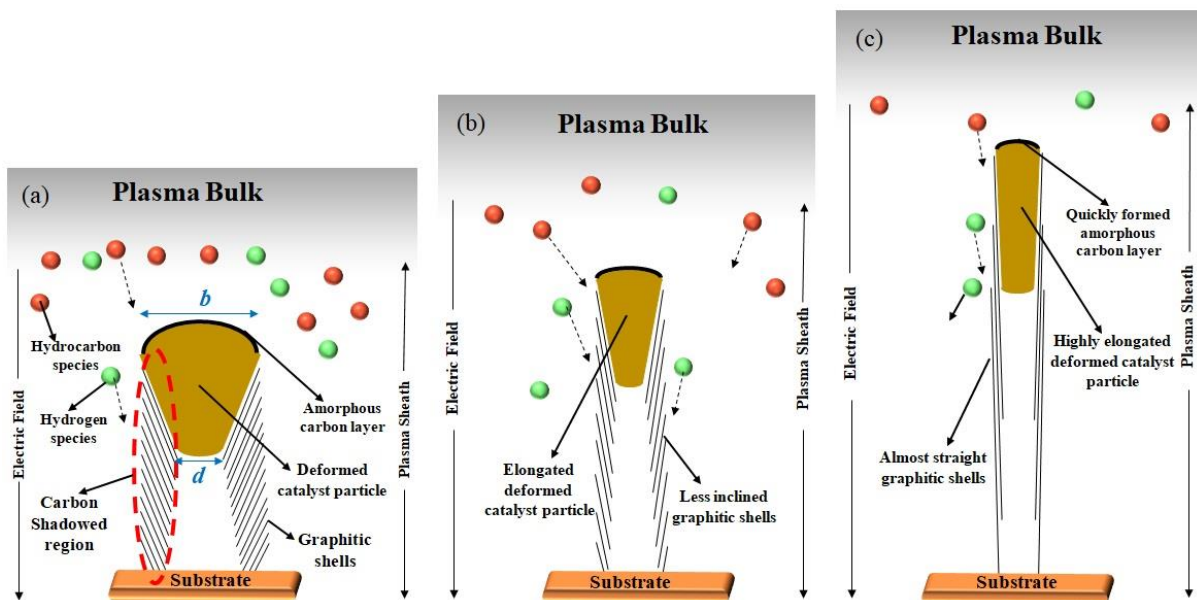 (a)
Plasma Bulk
b
Hydrocarbon
species
Hydrogen
species
Electric Field
Plasma Sheath
Amorphous
carbon layer
d
Deformed
catalyst particle
Carbon
Shadowed
region
Graphitic
shells
Substrate
(b)
Plasma Bulk
Electric Field
Plasma Sheath
Elongated
deformed
catalyst particle
Less inclined
graphitic shells
Substrate
(c)
Plasma Bulk
Electric Field
Plasma Sheath
Quickly formed
amorphous
carbon layer
Highly elongated
deformed catalyst
particle
Almost straight
graphitic shells
Substrate